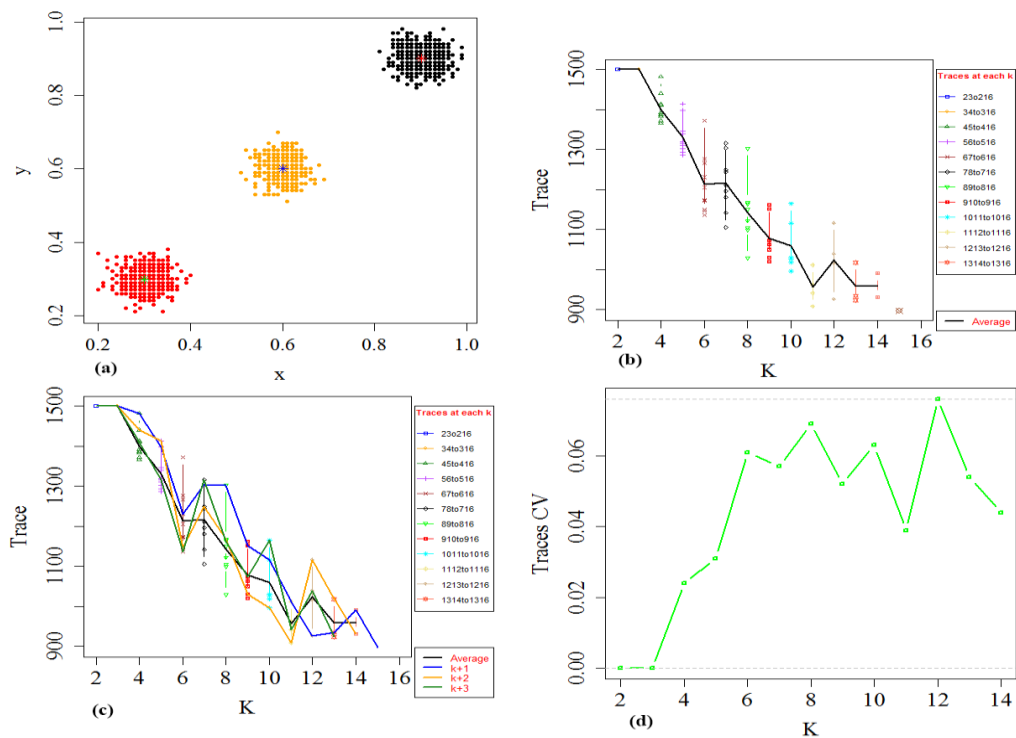 1.0
0.8
0.6
0.4
0.2
y
0.2 0.4 0.6 0.8 1.0
(a)
x
1500
1300
1100
900
Trace
2 4 6 8 10 12 14 16
(b)
K
Traces at each k
23o216
34to316
45to416
56to516
67to616
78to716
89to816
910to916
1011to1016
1112to1116
1213to1216
1314to1316
Average
1500
1300
1100
900
Trace
2 4 6 8 10 12 14 16
(c)
K
Traces at each k
23o216
34to316
45to416
56to516
67to616
78to716
89to816
910to916
1011to1016
1112to1116
1213to1216
1314to1316
Average
k+1
k+2
k+3
0.06
0.04
0.02
0.00
Traces CV
2 4 6 8 10 12 14
(d)
K